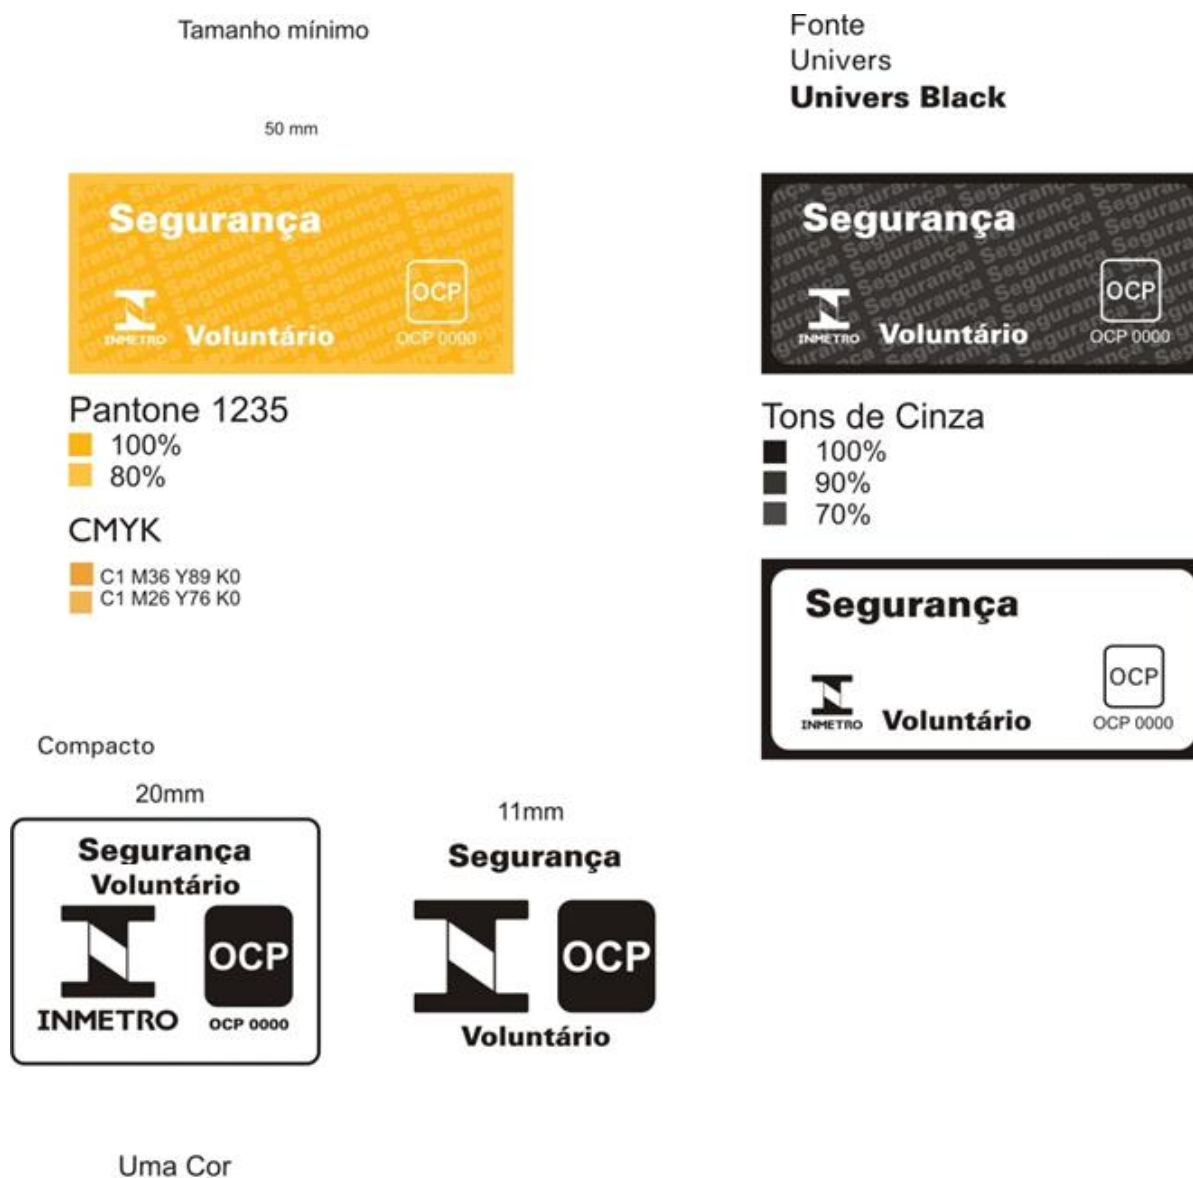 Tamanho mínimo
50 mm
Fonte
Univers
Univers Black
Segurança
INMETRO
Voluntário
OCP
OCP 0000
Pantone 1235
100%
80%
CMYK
C1 M36 Y89 K0
C1 M26 Y76 K0
Segurança
INMETRO
Voluntário
OCP
OCP 0000
Tons de Cinza
100%
90%
70%
Segurança
INMETRO
Voluntário
OCP
OCP 0000
Compacto
20mm
Segurança
Voluntário
OCP
INMETRO
OCP 0000
11mm
Segurança
OCP
Voluntário
Uma Cor